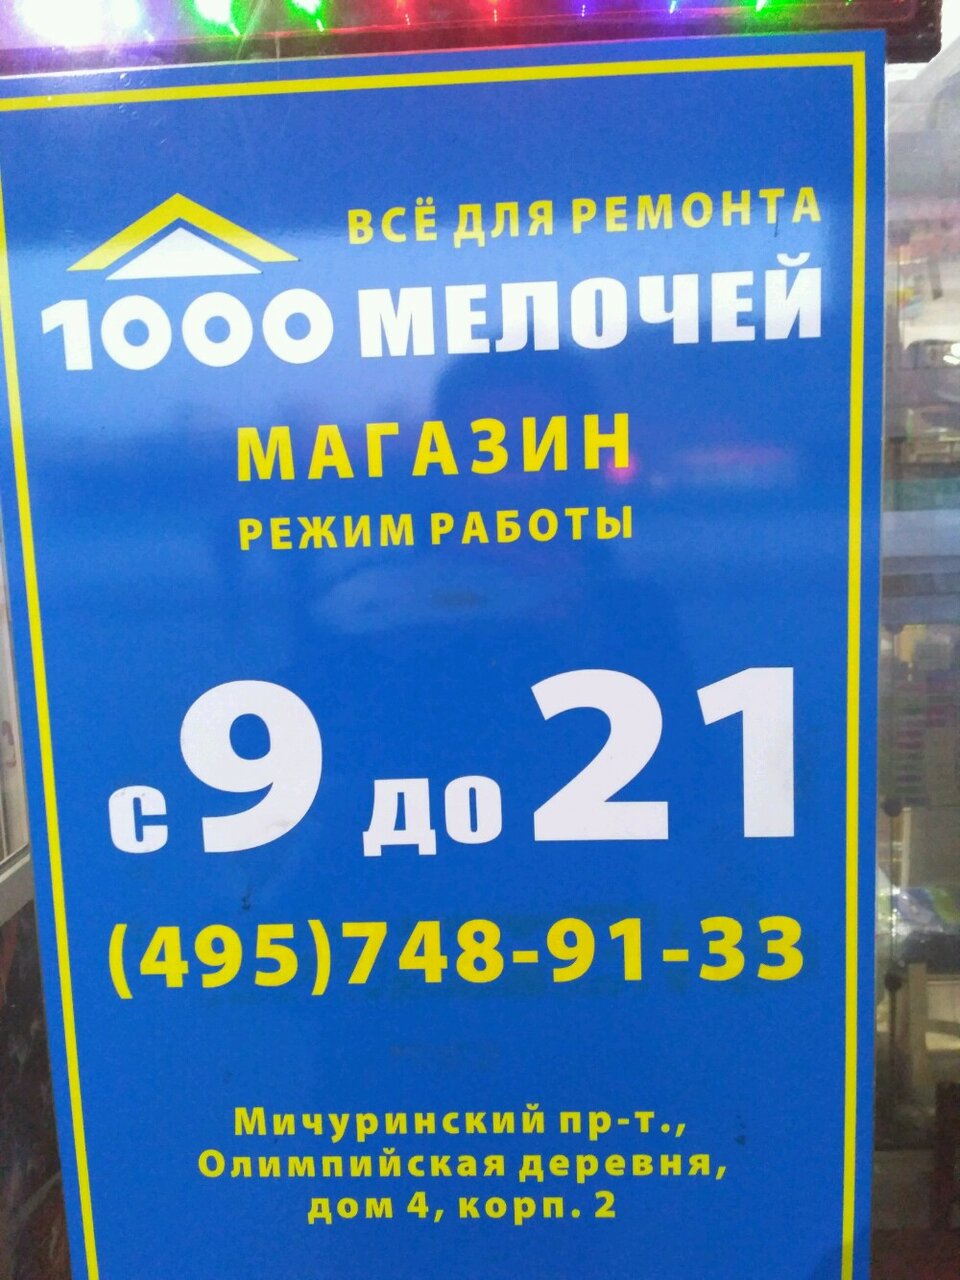 ВСЁ ДЛЯ РЕМОНТА
1000 МЕЛОЧЕЙ
МАГАЗИН
РЕЖИМ РАБОТЫ
с 9 до 21
(495)748-91-33
Мичуринский пр-т.,
Олимпийская деревня,
дом 4, корп. 2